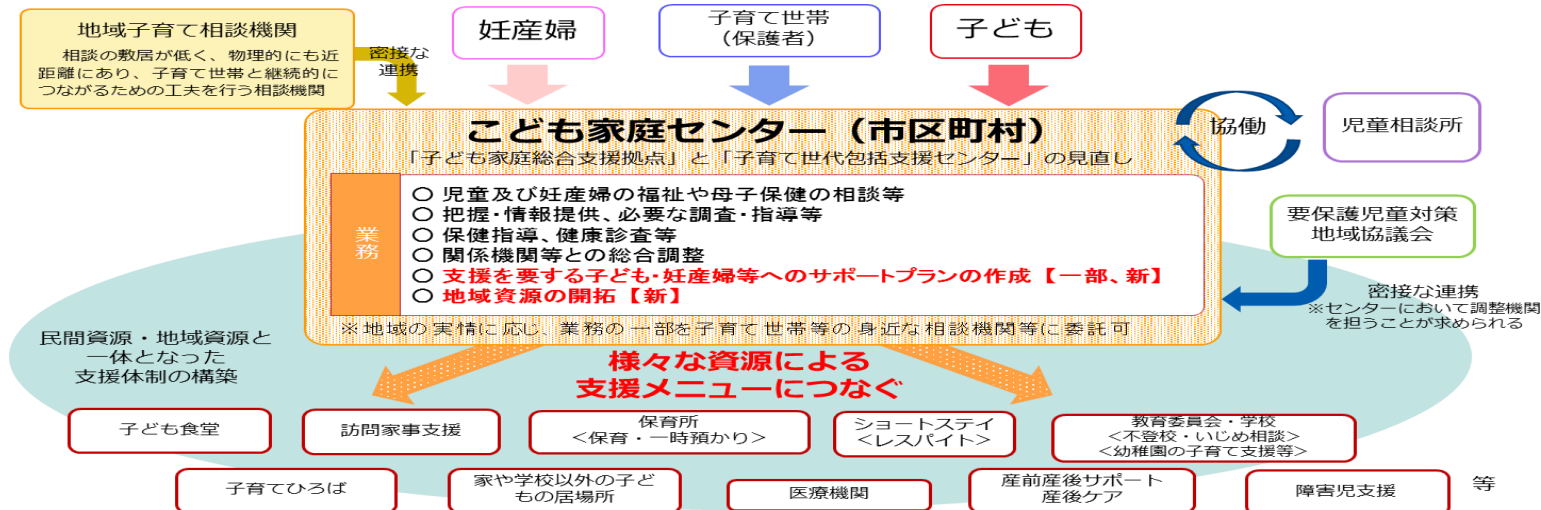 地域子育て相談機関
相談の敷居が低く、物理的にも近
距離にあり、子育て世帯と継続的に
つながるための工夫を行う相談機関
密接な
連携
妊産婦
子育て世帯
(保護者)
子ども
こども家庭センター（市区町村）
「子ども家庭総合支援拠点」と「子育て世代包括支援センター」の見直し
協働
児童相談所
業務
○ 児童及び妊産婦の福祉や母子保健の相談等
○ 把握・情報提供、必要な調査・指導等
○ 保健指導、健康診査等
○ 関係機関等との総合調整
○ 支援を要する子ども・妊産婦等へのサポートプランの作成【一部、新】
○ 地域資源の開拓【新】
※地域の実情に応じ、業務の一部を子育て世帯等の身近な相談機関等に委託可
要保護児童対策
地域協議会
密接な連携
※センターにおいて調整機関
を担うことが求められる
民間資源・地域資源と
一体となった
支援体制の構築
様々な資源による
支援メニューにつなぐ
子ども食堂
訪問家事支援
保育所
<保育・一時預かり>
ショートステイ
<レスパイト>
教育委員会・学校
<不登校・いじめ相談>
<幼稚園の子育て支援等>
子育てひろば
家や学校以外の子ど
もの居場所
医療機関
産前産後サポート
産後ケア
障害児支援
等